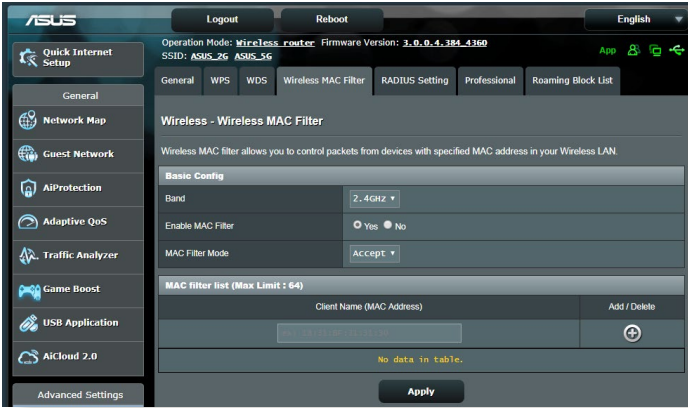 ASUS
Logout Reboot English
Operation Mode: Wireless router Firmware Version: 3.0.0.4.384_4360
SSID: ASUS_2G ASUS_5G
App
Quick Internet
Setup
General WPS WDS Wireless MAC Filter RADIUS Setting Professional Roaming Block List
General
Network Map
Guest Network
AiProtection
Adaptive QoS
Traffic Analyzer
Game Boost
USB Application
AiCloud 2.0
Advanced Settings
Wireless - Wireless MAC Filter
Wireless MAC filter allows you to control packets from devices with specified MAC address in your Wireless LAN.
Basic Config
Band 2.4GHz
Enable MAC Filter Yes No
MAC Filter Mode Accept
MAC filter list (Max Limit : 64)
Client Name (MAC Address) Add / Delete
No data in table.
Apply